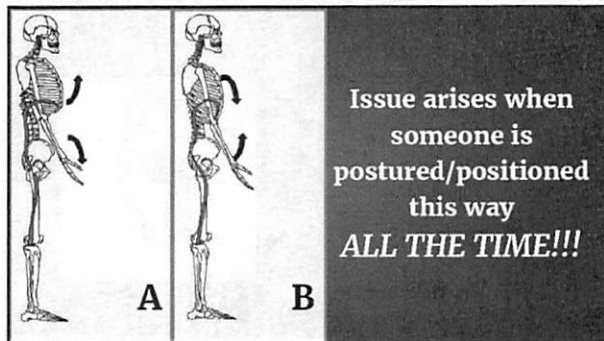 A
B
Issue arises when
someone is
postured/positioned
this way
ALL THE TIME!!!